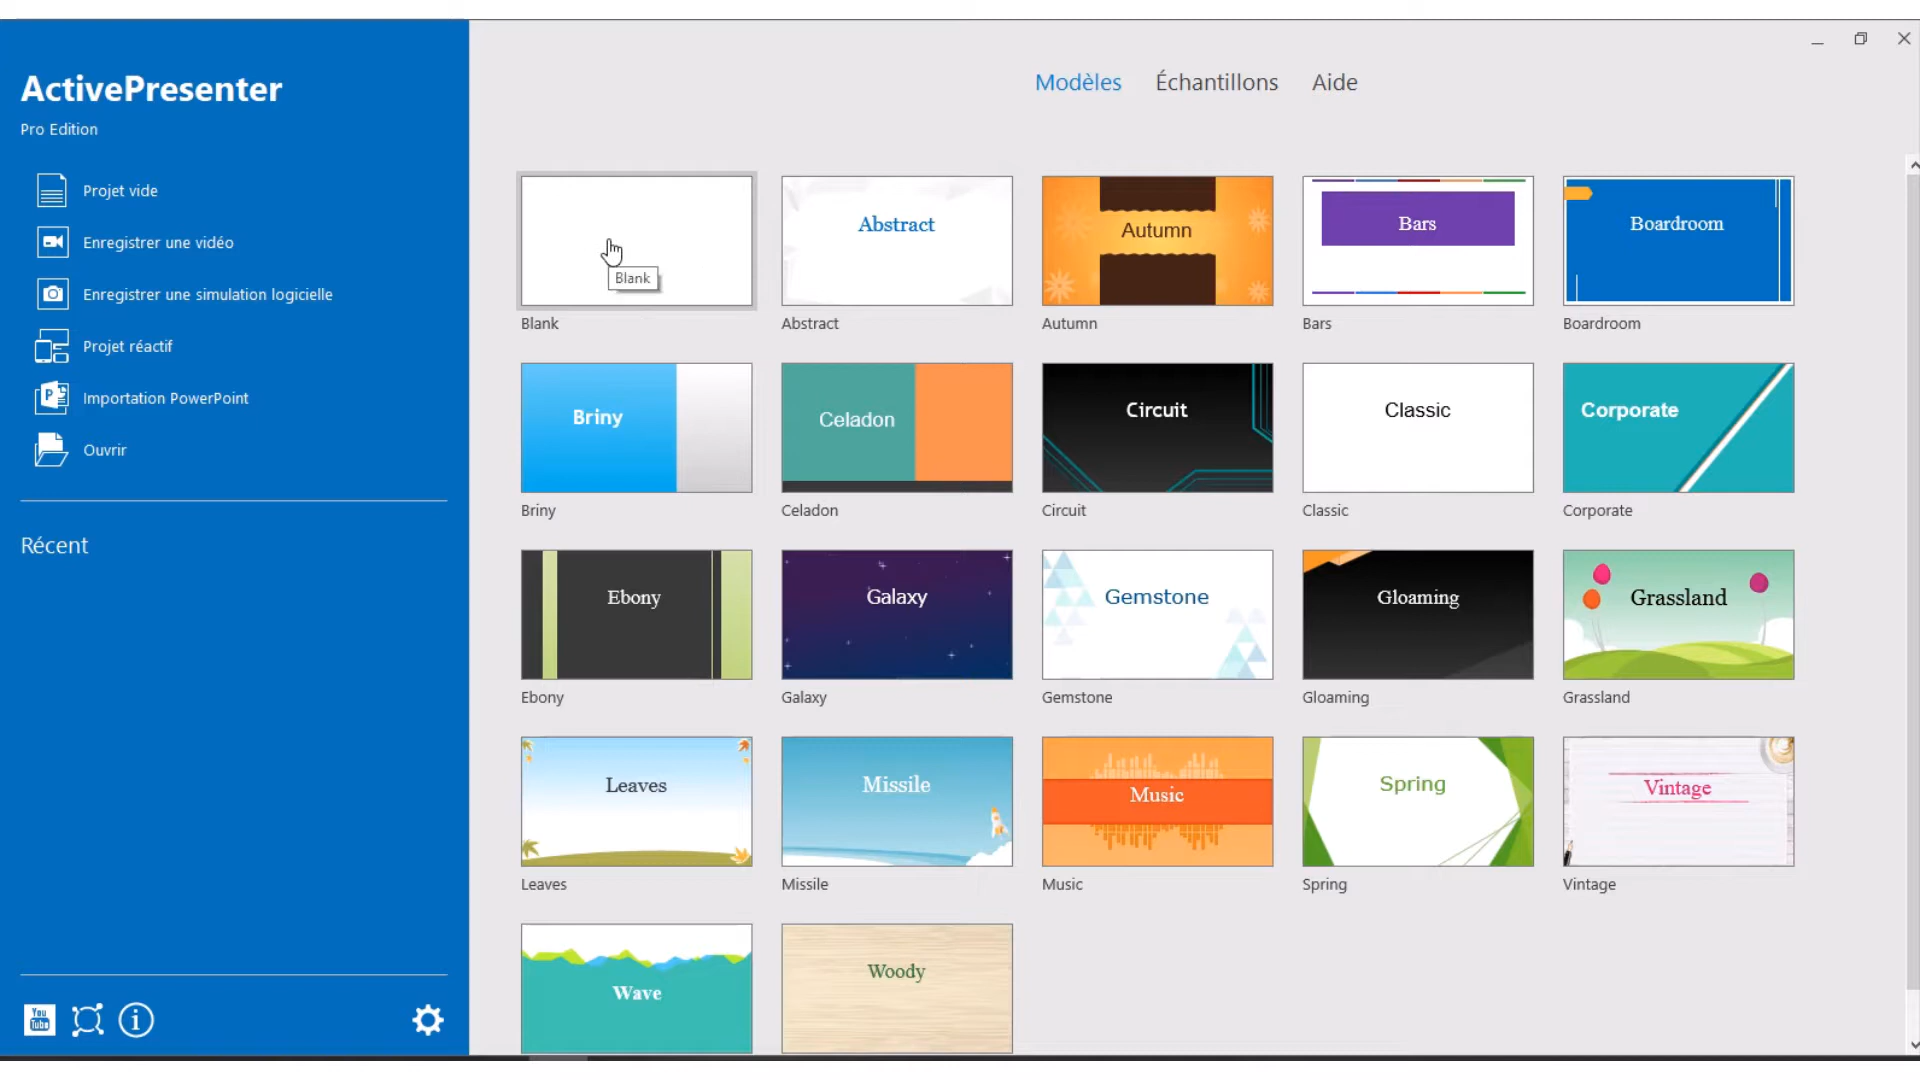 ActivePresenter
Pro Edition
Projet vide
Enregistrer une vidéo
Enregistrer une simulation logicielle
Projet réactif
Importation PowerPoint
Ouvrir
Récent
You
Tube
Modèles Échantillons Aide
Blank
Abstract
Autumn
Bars
Boardroom
Blank
Abstract
Autumn
Bars
Boardroom
Briny
Celadon
Circuit
Classic
Corporate
Briny
Celadon
Circuit
Classic
Corporate
Ebony
Galaxy
Gemstone
Gloaming
Grassland
Ebony
Galaxy
Gemstone
Gloaming
Grassland
Leaves
Missile
Music
Spring
Vintage
Leaves
Missile
Music
Spring
Vintage
Wave
Woody